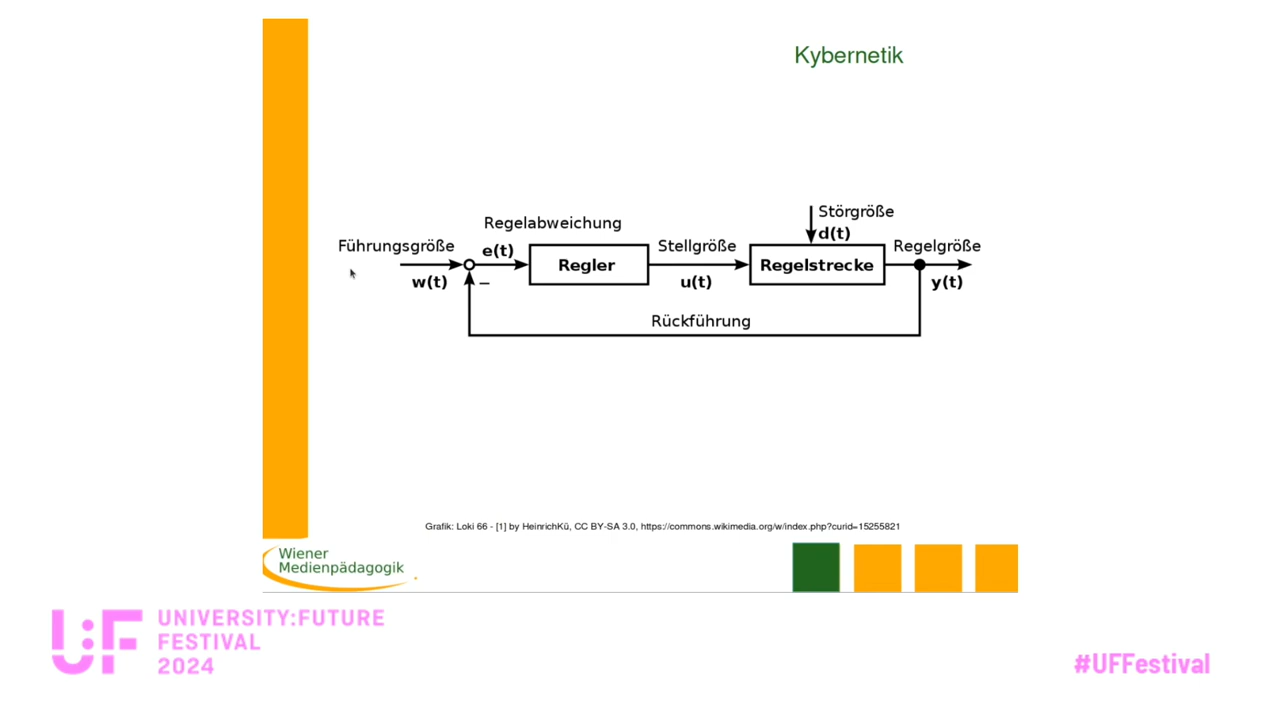 Kybernetik
Störgröße
d(t)
Regelabweichung
Führungsgröße
e(t)
Stellgröße
Regelgröße
Regler
Regelstrecke
w(t)
–
u(t)
y(t)
Rückführung
Grafik: Loki 66 - [1] by HeinrichKü, CC BY-SA 3.0, https://commons.wikimedia.org/w/index.php?curid=15255821
Wiener
Medienpädagogik
U:F
UNIVERSITY:FUTURE
FESTIVAL
2024
#UFFestival